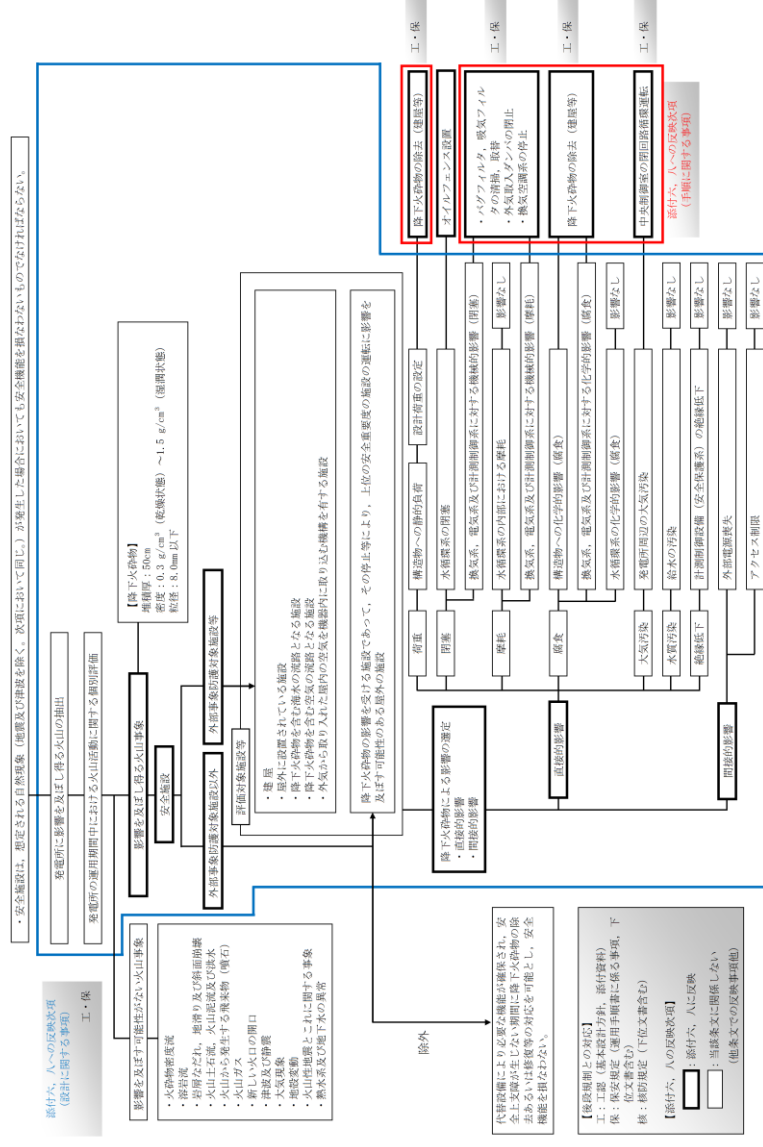 ・安全施設は，想定される自然現象（地震及び津波を除く。次項において同じ。）が発生した場合においても安全機能を損なわないものでなければならない。
添付六，八への反映次項
（設計に関する事項）
工・保
発電所に影響を及ぼし得る火山の抽出
発電所の運用期間中における火山活動に関する個別評価
影響を及ぼす可能性がない火山事象
・火砕物密度流
・溶岩流
・岩屑なだれ，地滑り及び斜面崩壊
・火山土石流，火山泥流及び洪水
・火山から発生する飛来物（噴石）
・火山ガス
・新しい火口の開口
・津波及び静震
・大気現象
・地殻変動
・火山性地震とこれに関する事象
・熱水系及び地下水の異常
影響を及ぼし得る火山事象
【降下火砕物】
堆積厚：50cm
密度：0.3 g/cm³（乾燥状態）～1.5 g/cm³（湿潤状態）
粒径：8.0mm 以下
安全施設
外部事象防護対象施設以外
外部事象防護対象施設等
評価対象施設等
・建屋
・屋外に設置されている施設
・降下火砕物を含む海水の流路となる施設
・降下火砕物を含む空気の流路となる施設
・外気から取り入れた屋内の空気を機器内に取り込む機構を有する施設
降下火砕物の影響を受ける施設であって，その停止等により，上位の安全重要度の施設の運転に影響を
及ぼす可能性のある屋外の施設
除外
代替設備により必要な機能が確保され，安
全上支障が生じない期間に降下火砕物の除
去あるいは修復等の対応を可能とし，安全
機能を損なわない。
降下火砕物による影響の選定
・直接的影響
・間接的影響
直接的影響
間接的影響
荷重
構造物への静的負荷
設計荷重の設定
降下火砕物の除去（建屋等）
工・保
閉塞
水循環系の閉塞
オイルフェンス設置
換気系，電気系及び計測制御系に対する機械的影響（閉塞）
・バグフィルタ，吸気フィル
タの清掃，取替
・外気取入ダンパの閉止
・換気空調系の停止
工・保
摩耗
水循環系の内部における摩耗
影響なし
換気系，電気系及び計測制御系に対する機械的影響（摩耗）
腐食
構造物への化学的影響（腐食）
降下火砕物の除去（建屋等）
工・保
換気系，電気系及び計測制御系に対する化学的影響（腐食）
水循環系の化学的影響（腐食）
影響なし
大気汚染
発電所周辺の大気汚染
中央制御室の閉回路循環運転
工・保
水質汚染
給水の汚染
影響なし
絶縁低下
計測制御設備（安全保護系）の絶縁低下
影響なし
外部電源喪失
影響なし
アクセス制限
影響なし
添付六，八への反映次項
（手順に関する事項）
【後段規制との対応】
工：工認（基本設計方針，添付資料）
保：保安規定（運用手順書に係る事項，下
位文書含む）
核：核防規定（下位文書含む）
【添付六，八への反映次項】
：添付六，八に反映
：当該条文に関係しない
（他条文での反映事項他）